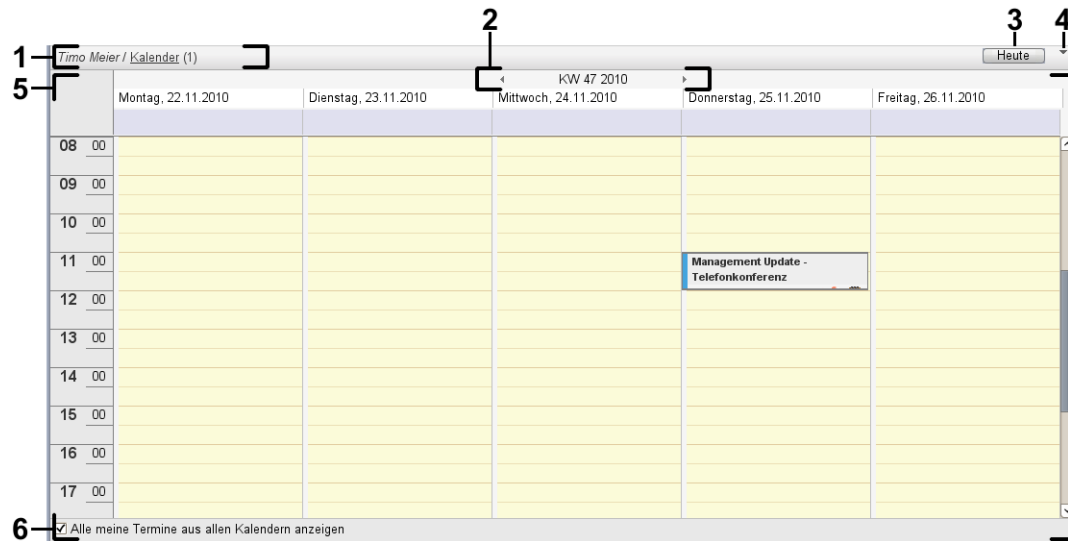 2
3
4
1
Timo Meier / Kalender (1)
Heute
5
KW 47 2010
Montag, 22.11.2010
Dienstag, 23.11.2010
Mittwoch, 24.11.2010
Donnerstag, 25.11.2010
Freitag, 26.11.2010
08 00
09 00
10 00
11 00
Management Update -
Telefonkonferenz
12 00
13 00
14 00
15 00
16 00
17 00
6
Alle meine Termine aus allen Kalendern anzeigen